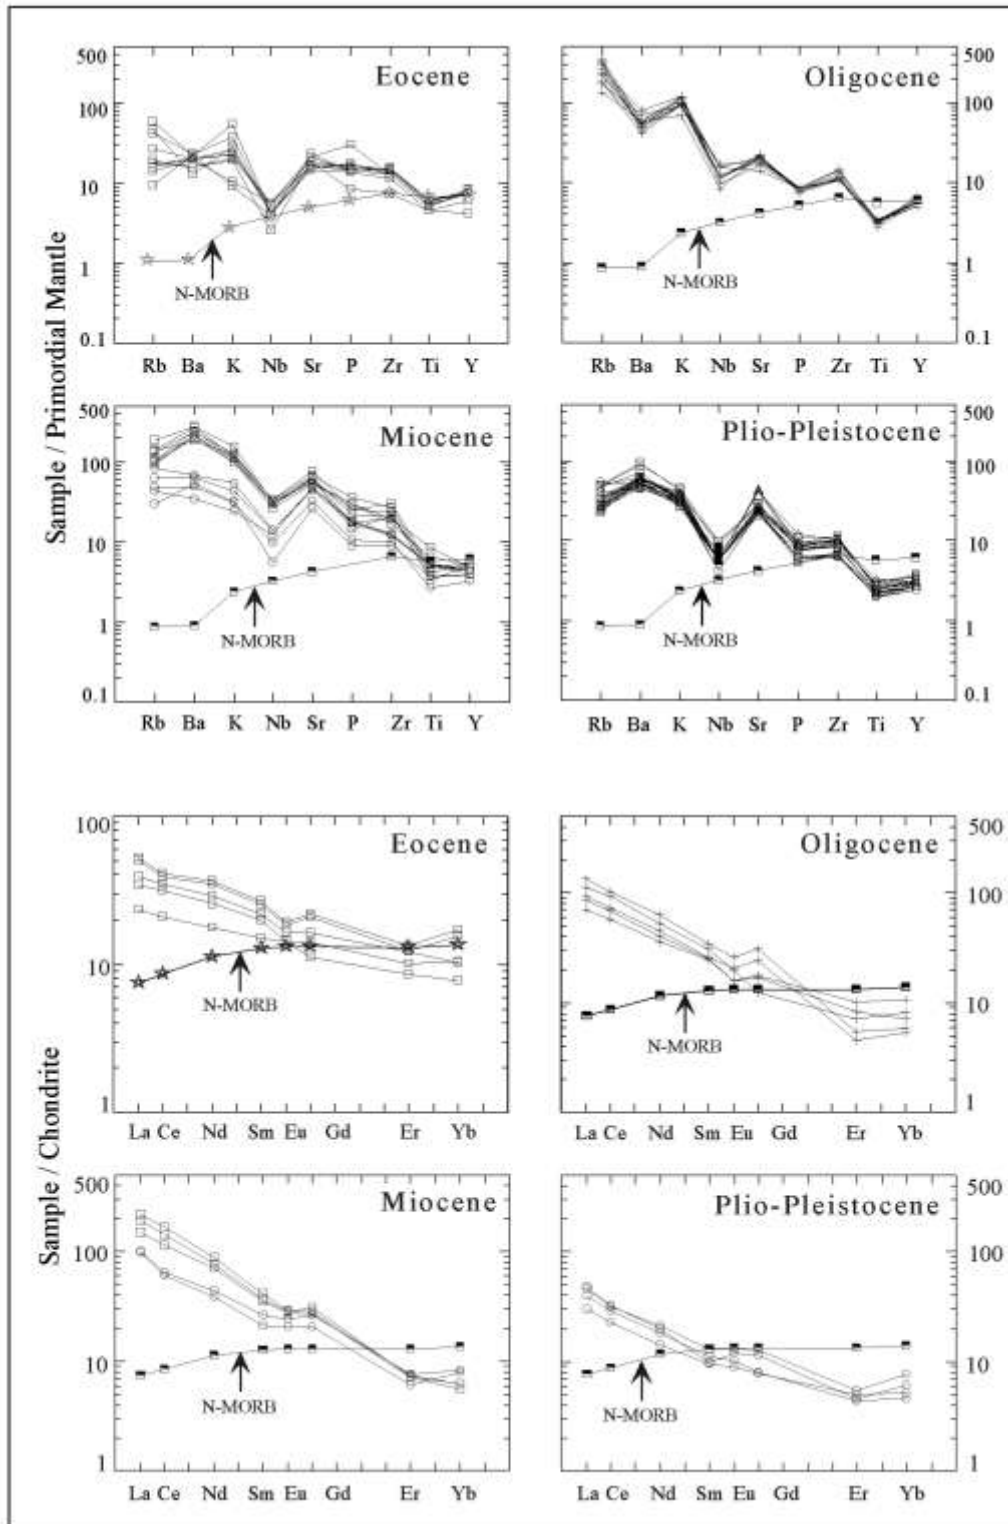 Sample / Primordial Mantle
500
100
10
1
0.1
Eocene
N-MORB
Rb Ba K Nb Sr P Zr Ti Y
500
100
10
1
0.1
Oligocene
N-MORB
Rb Ba K Nb Sr P Zr Ti Y
500
100
10
1
0.1
Miocene
N-MORB
Rb Ba K Nb Sr P Zr Ti Y
500
100
10
1
0.1
Plio-Pleistocene
N-MORB
Rb Ba K Nb Sr P Zr Ti Y
Sample / Chondrite
100
10
1
Eocene
N-MORB
La Ce Nd Sm Eu Gd Er Yb
500
100
10
1
Oligocene
N-MORB
La Ce Nd Sm Eu Gd Er Yb
500
100
10
1
Miocene
N-MORB
La Ce Nd Sm Eu Gd Er Yb
500
100
10
1
Plio-Pleistocene
N-MORB
La Ce Nd Sm Eu Gd Er Yb